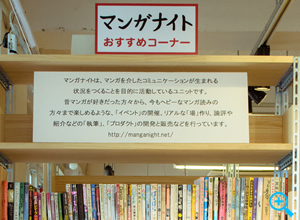 マンガナイト
おすすめコーナー
マンガナイトは、マンガを介したコミュニケーションが生まれる
状況をつくることを目的に活動しているユニットです。
昔マンガが好きだった方々から、今もヘビーなマンガ読みの
方々まで楽しめるような、「イベント」の開催、リアルな「場」作り、論評や
紹介などの「執筆」、「プロダクト」の開発と販売などを行っています。
http://manganight.net/